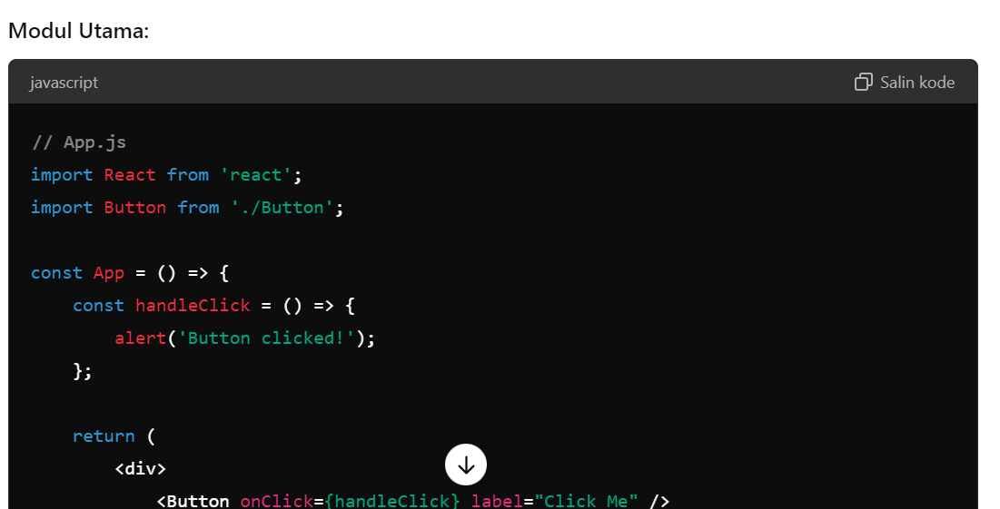 Modul Utama:
javascript
Salin kode
// App.js
import React from 'react';
import Button from './Button';
const App = () => {
const handleClick = () => {
alert('Button clicked!');
};
return (
<div>
<Button onClick={handleClick} label="Click Me" />